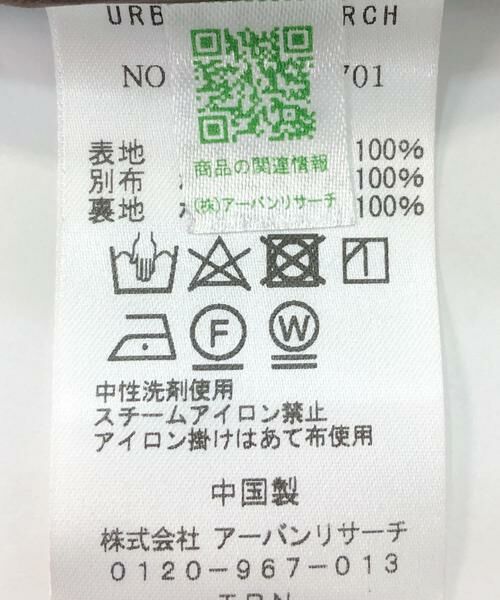 URB RCH
NO 701
商品の関連情報
(株)アーバンリサーチ
表地 100%
別布 100%
裏地 100%
F W
中性洗剤使用
スチームアイロン禁止
アイロン掛けはあて布使用
中国製
株式会社 アーバンリサーチ
0120-967-013